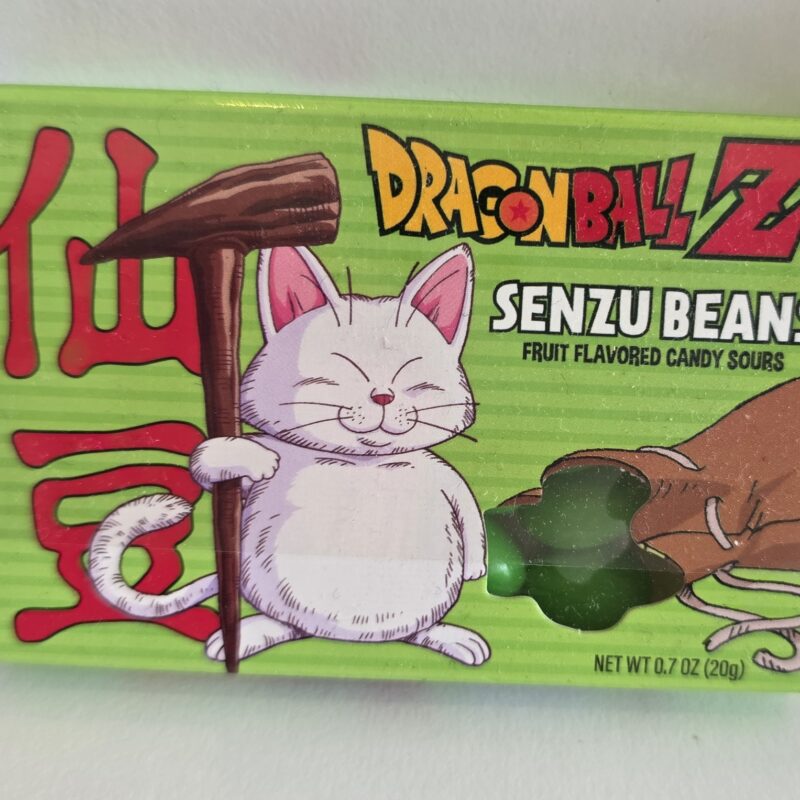 仙豆
DRAGONBALL Z
SENZU BEANS
FRUIT FLAVORED CANDY SOURS
NET WT 0.7 OZ (20g)